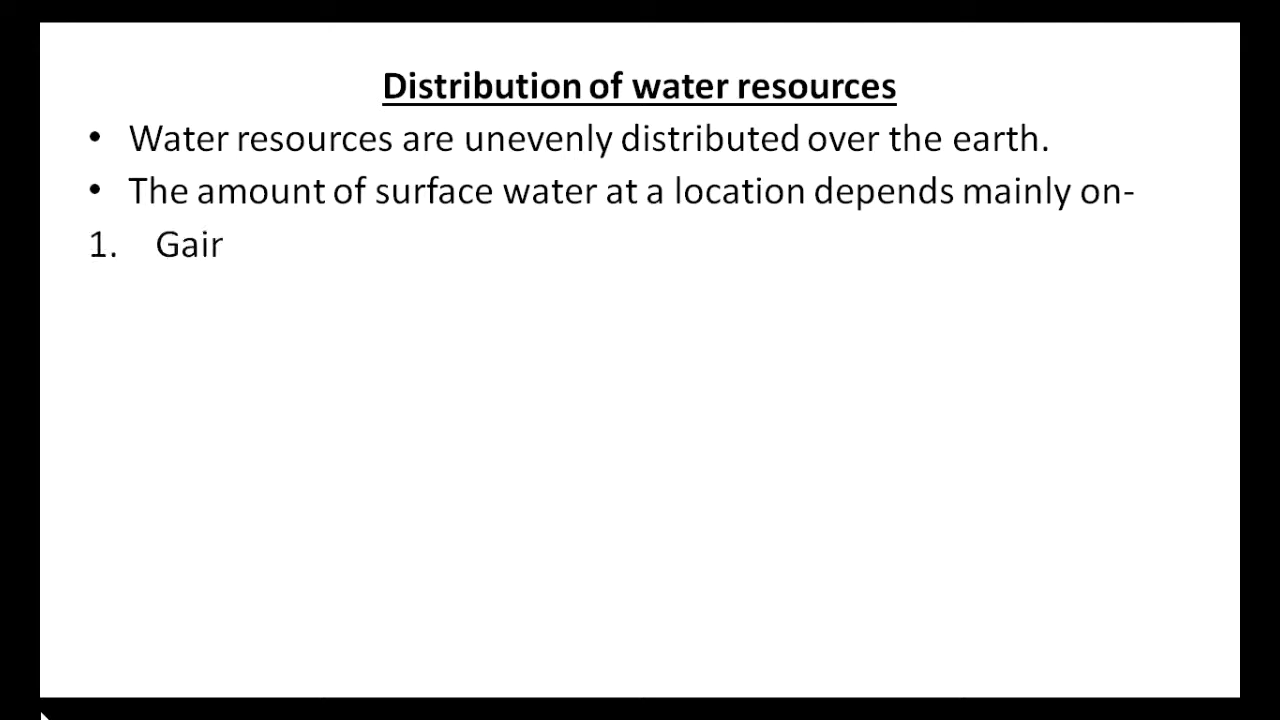 Distribution of water resources
• Water resources are unevenly distributed over the earth.
• The amount of surface water at a location depends mainly on-
1. Gair